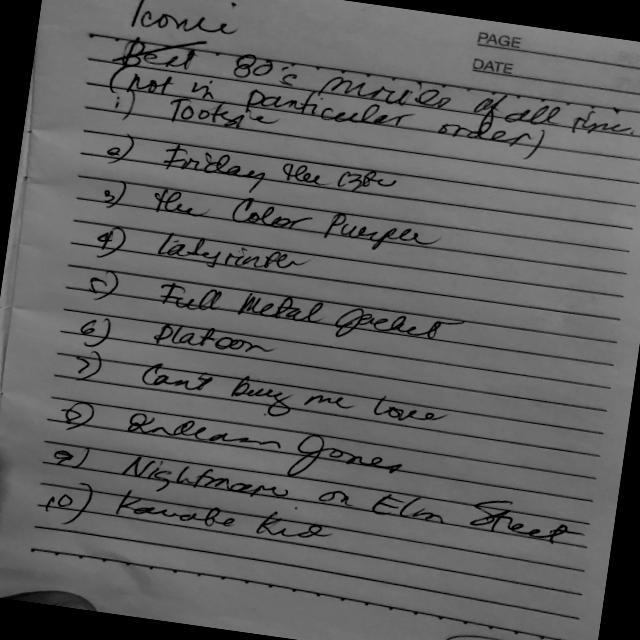 Iconic
PAGE
DATE
Best 80's movies of all time
(not in particular order)
1) Tootsie
2) Friday the 13th
3) The Color Purple
4) Labyrinth
5) Full Metal Jacket
6) Platoon
7) Can't buy me love
8) Indiana Jones
9) Nightmare on Elm Street
10) Karate Kid